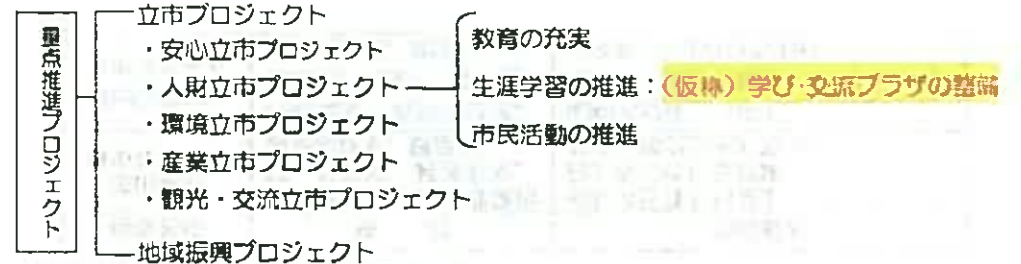 重点推進プロジェクト
立市プロジェクト
・安心立市プロジェクト
・人財立市プロジェクト
・環境立市プロジェクト
・産業立市プロジェクト
・観光・交流立市プロジェクト
地域振興プロジェクト
教育の充実
生涯学習の推進:(仮称)学び・交流プラザの整備
市民活動の推進